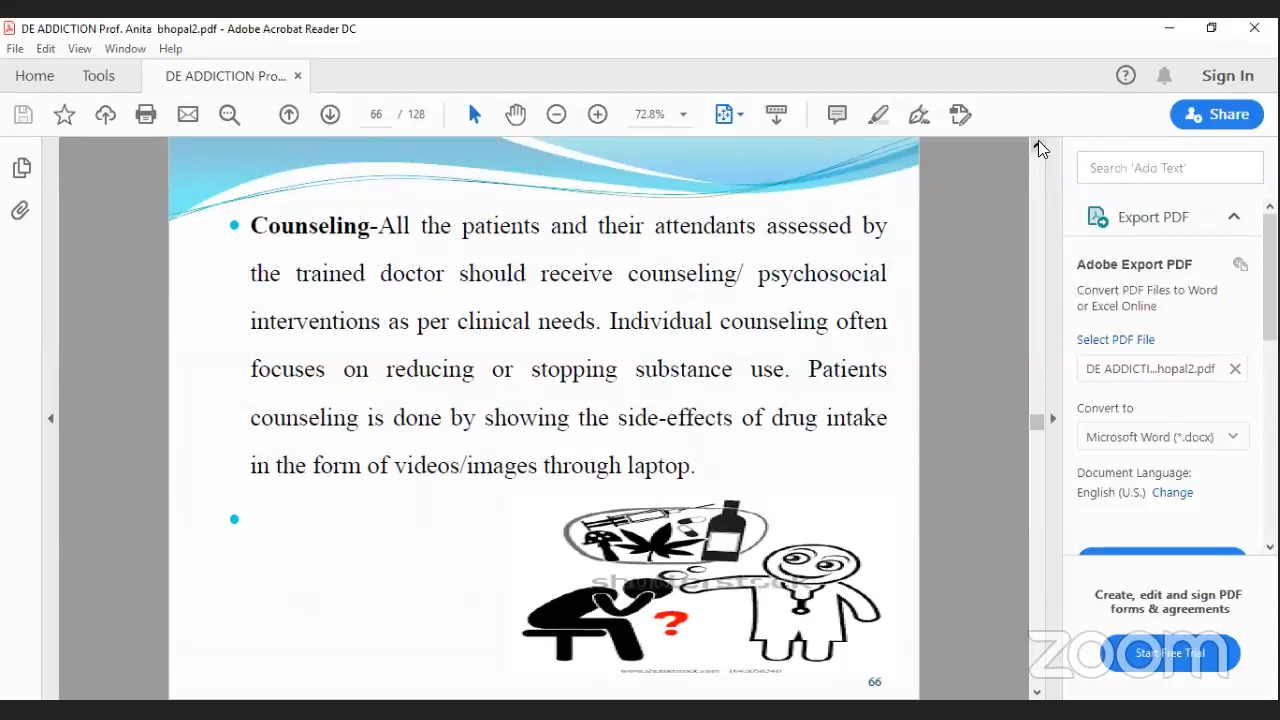 DE ADDICTION Prof. Anita bhopal2.pdf - Adobe Acrobat Reader DC
File Edit View Window Help
Home Tools DE ADDICTION Pro... ×
? Sign In
66 / 128 72.8% Share
Search 'Add Text'
Export PDF
Adobe Export PDF
Convert PDF Files to Word
or Excel Online
Select PDF File
DE ADDICTI...hopal2.pdf
Convert to
Microsoft Word (*.docx)
Document Language:
English (U.S.) Change
Create, edit and sign PDF
forms & agreements
Start Free Trial
zoom
• Counseling-All the patients and their attendants assessed by
the trained doctor should receive counseling/ psychosocial
interventions as per clinical needs. Individual counseling often
focuses on reducing or stopping substance use. Patients
counseling is done by showing the side-effects of drug intake
in the form of videos/images through laptop.
•
shutterstock
?
66